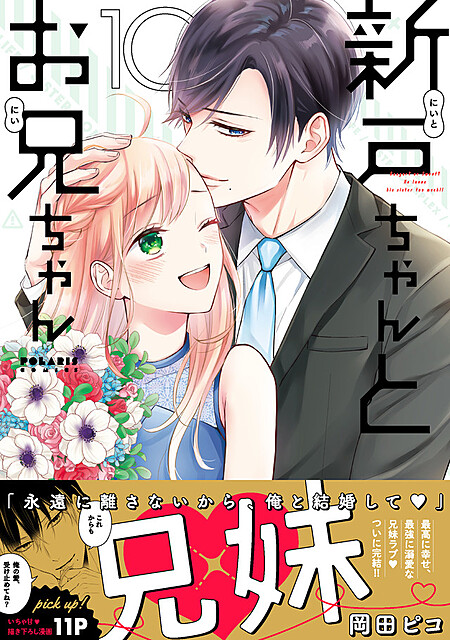 新戸ちゃんと
にいと
お兄ちゃん
にい
10
POLARIS
COMICS
「永遠に離さないから、俺と結婚して♥」
これ
からも
兄妹
最高に幸せ、
最強に溺愛な
兄妹ラブ♥
ついに完結!!
岡田ピコ
俺の愛、
受け止めてね?
pick up!
いちゃ甘♥
描き下ろし漫画
11P